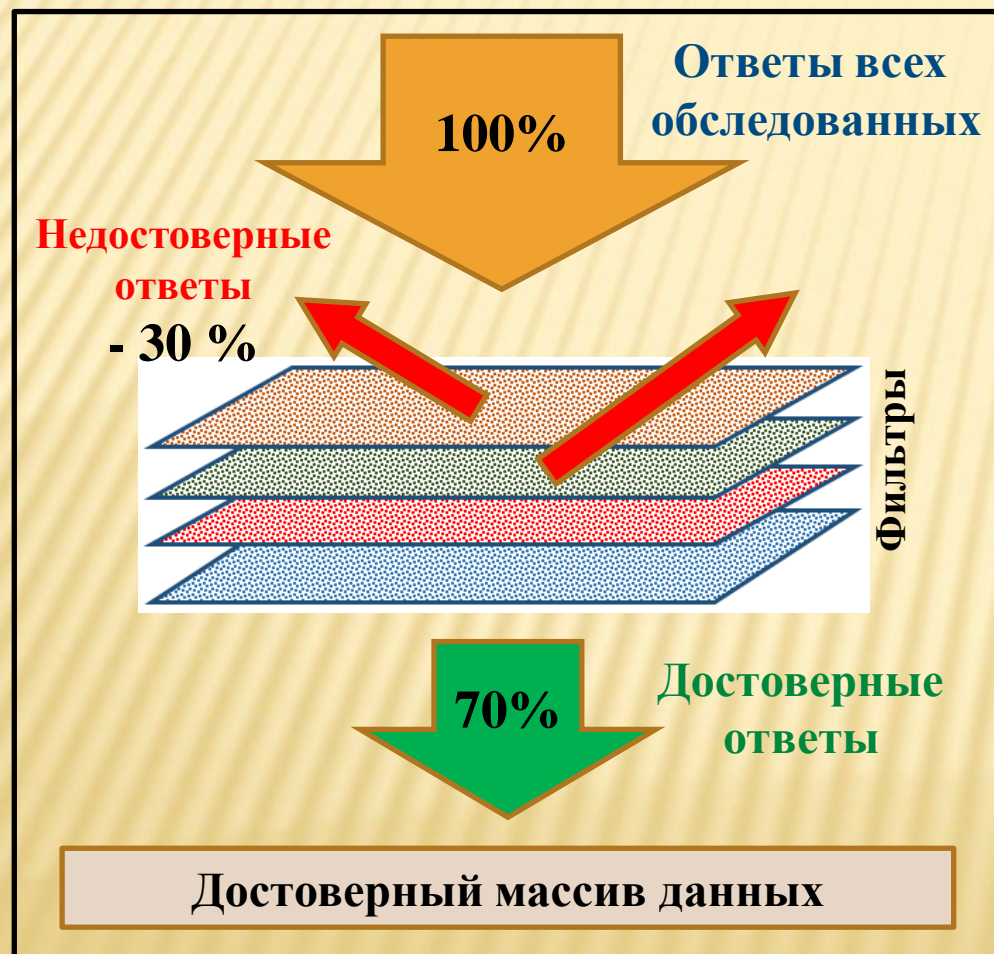 Ответы всех
обследованных
100%
Недостоверные
ответы
- 30 %
Фильтры
70%
Достоверные
ответы
Достоверный массив данных